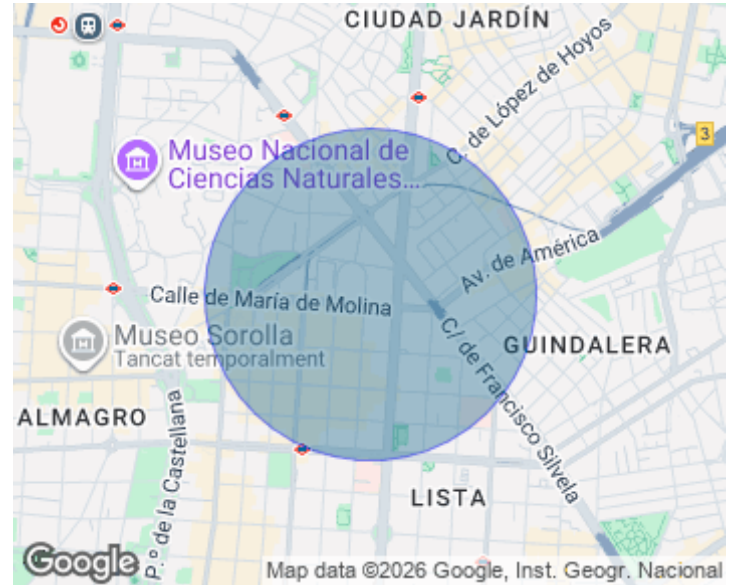 CIUDAD JARDÍN
C. de López de Hoyos
3
Museo Nacional de
Ciencias Naturales...
Av. de América
Calle de María de Molina
Museo Sorolla
Tancat temporalment
C/ de Francisco Silvela
GUINDALERA
ALMAGRO
P.º de la Castellana
LISTA
Google
Map data ©2026 Google, Inst. Geogr. Nacional